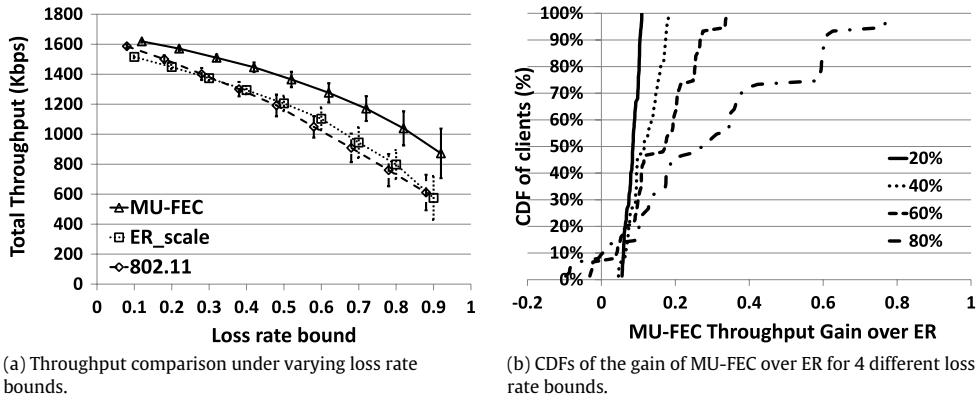 Total Throughput (Kbps)
1800
1600
1400
1200
1000
800
600
400
200
0
MU-FEC
ER_scale
802.11
0 0.1 0.2 0.3 0.4 0.5 0.6 0.7 0.8 0.9 1
Loss rate bound
(a) Throughput comparison under varying loss rate
bounds.
CDF of clients (%)
100%
90%
80%
70%
60%
50%
40%
30%
20%
10%
0%
20%
40%
60%
80%
-0.2 0 0.2 0.4 0.6 0.8 1
MU-FEC Throughput Gain over ER
(b) CDFs of the gain of MU-FEC over ER for 4 different loss
rate bounds.